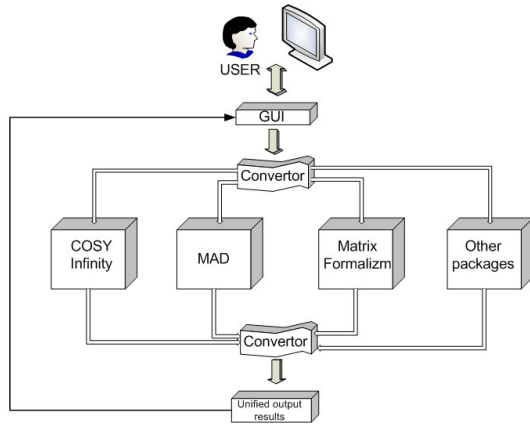 USER
GUI
Convertor
COSY
Infinity
MAD
Matrix
Formalizm
Other
packages
Convertor
Unified output
results